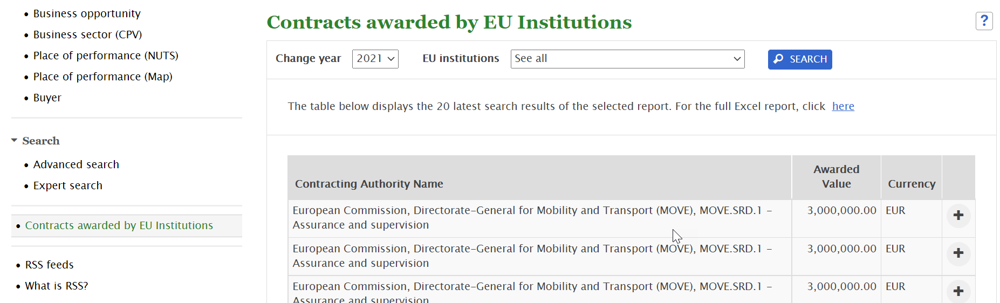 Business opportunity
Business sector (CPV)
Place of performance (NUTS)
Place of performance (Map)
Buyer
Search
Advanced search
Expert search
Contracts awarded by EU Institutions
RSS feeds
What is RSS?
Contracts awarded by EU Institutions
?
Change year 2021 EU institutions See all SEARCH
The table below displays the 20 latest search results of the selected report. For the full Excel report, click here
Contracting Authority Name Awarded Value Currency
European Commission, Directorate-General for Mobility and Transport (MOVE), MOVE.SRD.1 – 3,000,000.00 EUR
Assurance and supervision
European Commission, Directorate-General for Mobility and Transport (MOVE), MOVE.SRD.1 – 3,000,000.00 EUR
Assurance and supervision
European Commission, Directorate-General for Mobility and Transport (MOVE), MOVE.SRD.1 – 3,000,000.00 EUR
Assurance and supervision